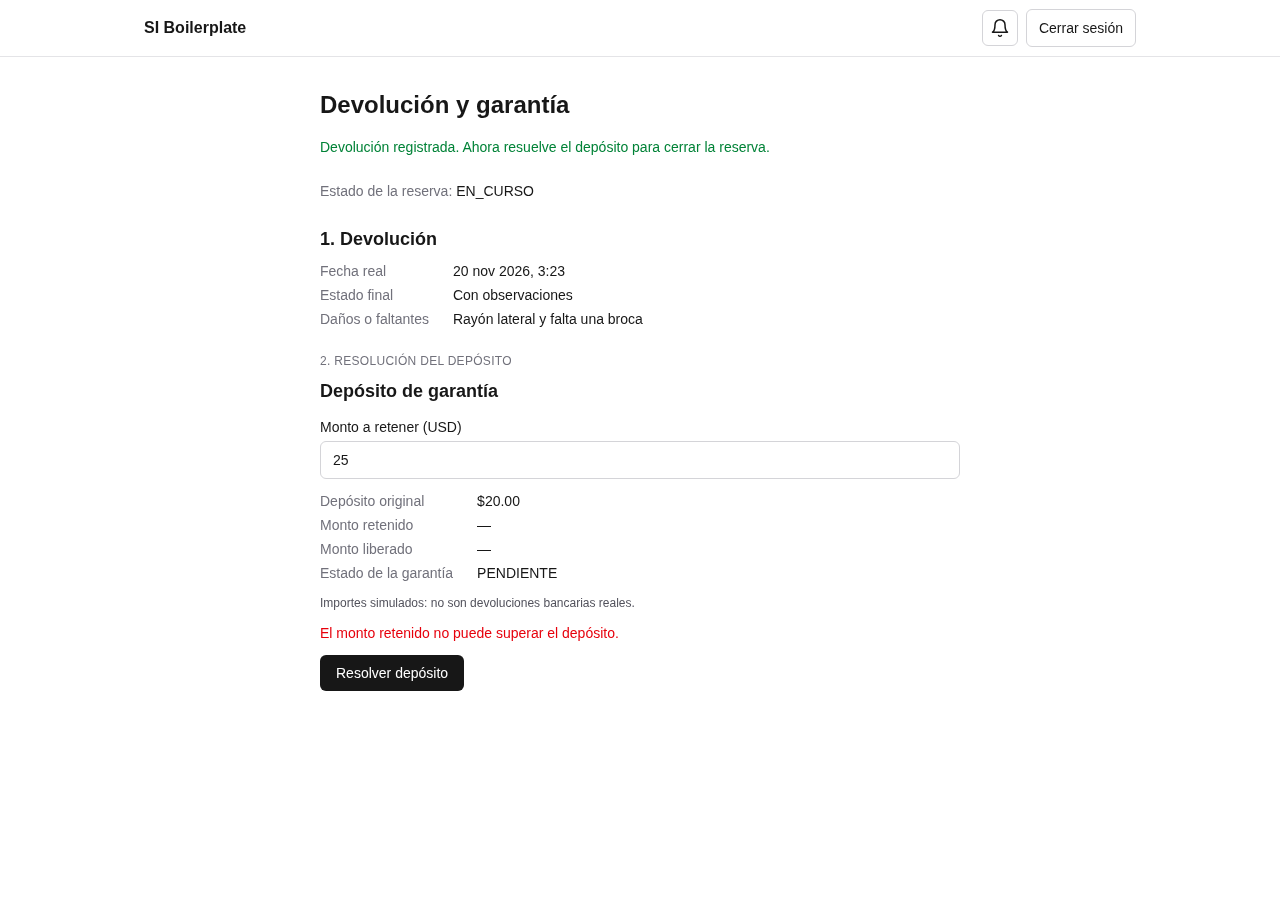 SI Boilerplate
Cerrar sesión
Devolución y garantía
Devolución registrada. Ahora resuelve el depósito para cerrar la reserva.
Estado de la reserva: EN_CURSO
1. Devolución
Fecha real 20 nov 2026, 3:23
Estado final Con observaciones
Daños o faltantes Rayón lateral y falta una broca
2. RESOLUCIÓN DEL DEPÓSITO
Depósito de garantía
Monto a retener (USD)
25
Depósito original $20.00
Monto retenido —
Monto liberado —
Estado de la garantía PENDIENTE
Importes simulados: no son devoluciones bancarias reales.
El monto retenido no puede superar el depósito.
Resolver depósito